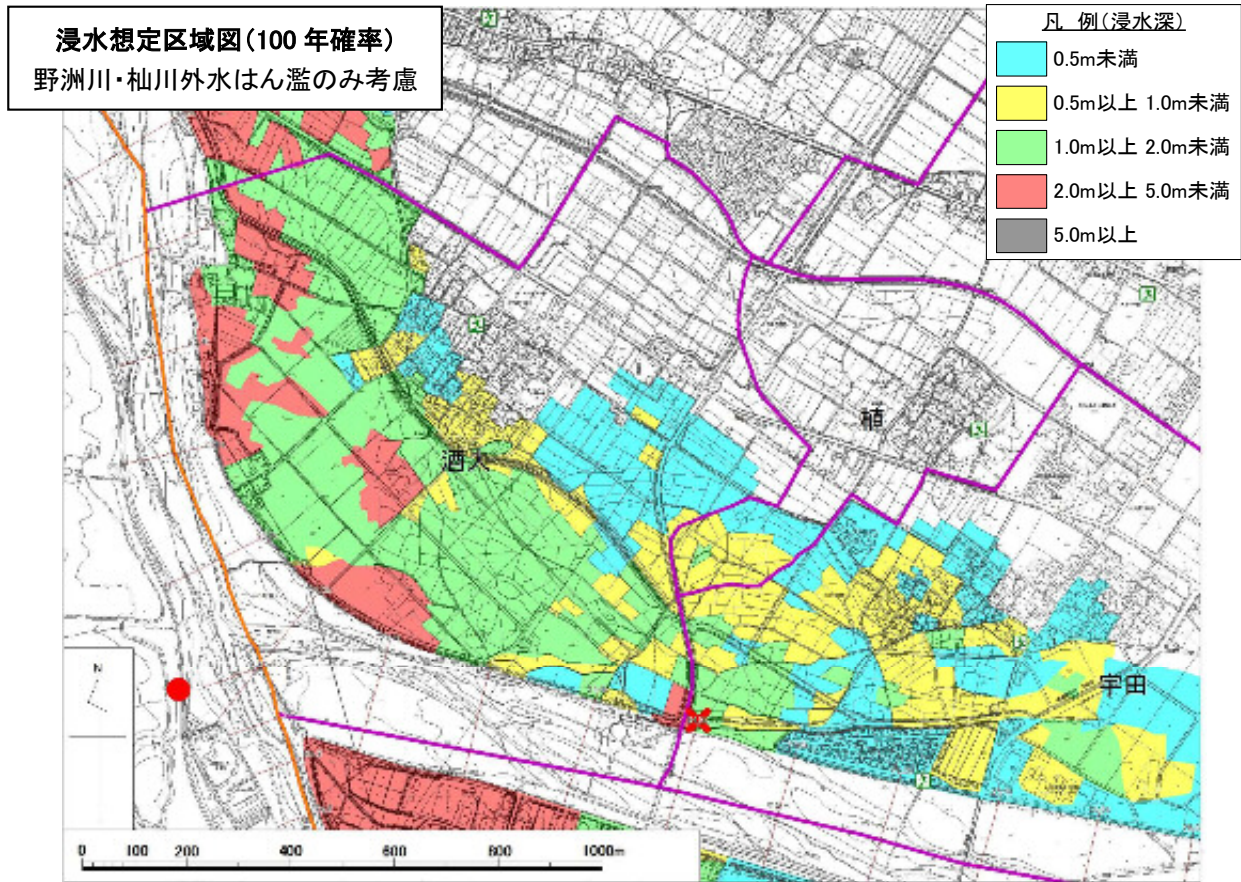 浸水想定区域図(100年確率)
野洲川・杣川外水はん濫のみ考慮
凡 例(浸水深)
0.5m未満
0.5m以上 1.0m未満
1.0m以上 2.0m未満
2.0m以上 5.0m未満
5.0m以上
植
酒人
宇田
N
0 100 200 400 600 800 1000m